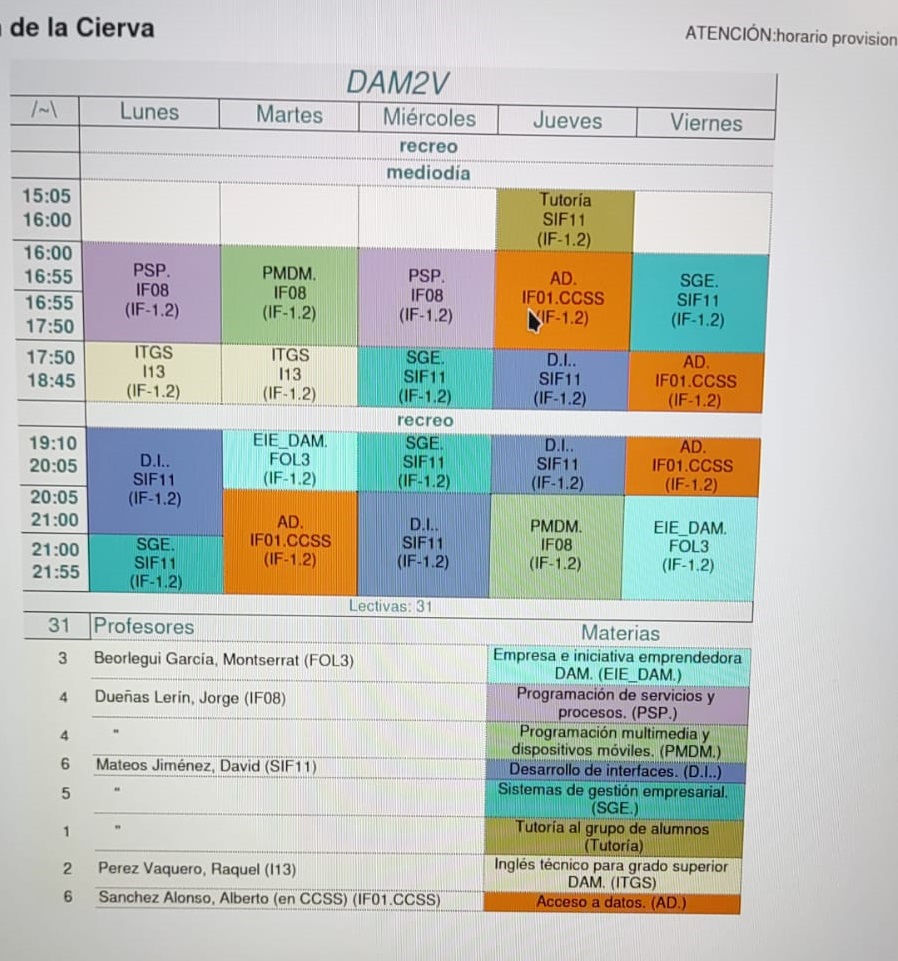 de la Cierva
ATENCIÓN:horario provision
DAM2V
/~\ Lunes Martes Miércoles Jueves Viernes
recreo
mediodía
15:05
16:00
Tutoría
SIF11
(IF-1.2)
16:00
16:55
16:55
17:50
PSP.
IF08
(IF-1.2)
PMDM.
IF08
(IF-1.2)
PSP.
IF08
(IF-1.2)
AD.
IF01.CCSS
IF-1.2)
SGE.
SIF11
(IF-1.2)
17:50
18:45
ITGS
I13
(IF-1.2)
ITGS
I13
(IF-1.2)
SGE.
SIF11
(IF-1.2)
D.I..
SIF11
(IF-1.2)
AD.
IF01.CCSS
(IF-1.2)
recreo
19:10
20:05
20:05
21:00
21:00
21:55
D.I..
SIF11
(IF-1.2)
SGE.
SIF11
(IF-1.2)
EIE_DAM.
FOL3
(IF-1.2)
AD.
IF01.CCSS
(IF-1.2)
SGE.
SIF11
(IF-1.2)
D.I..
SIF11
(IF-1.2)
D.I..
SIF11
(IF-1.2)
PMDM.
IF08
(IF-1.2)
AD.
IF01.CCSS
(IF-1.2)
EIE_DAM.
FOL3
(IF-1.2)
Lectivas: 31
31 Profesores Materias
3 Beorlegui García, Montserrat (FOL3) Empresa e iniciativa emprendedora
DAM. (EIE_DAM.)
4 Dueñas Lerín, Jorge (IF08) Programación de servicios y
procesos. (PSP.)
4 " Programación multimedia y
dispositivos móviles. (PMDM.)
6 Mateos Jiménez, David (SIF11) Desarrollo de interfaces. (D.I..)
5 " Sistemas de gestión empresarial.
(SGE.)
1 " Tutoría al grupo de alumnos
(Tutoría)
2 Perez Vaquero, Raquel (I13) Inglés técnico para grado superior
DAM. (ITGS)
6 Sanchez Alonso, Alberto (en CCSS) (IF01.CCSS) Acceso a datos. (AD.)